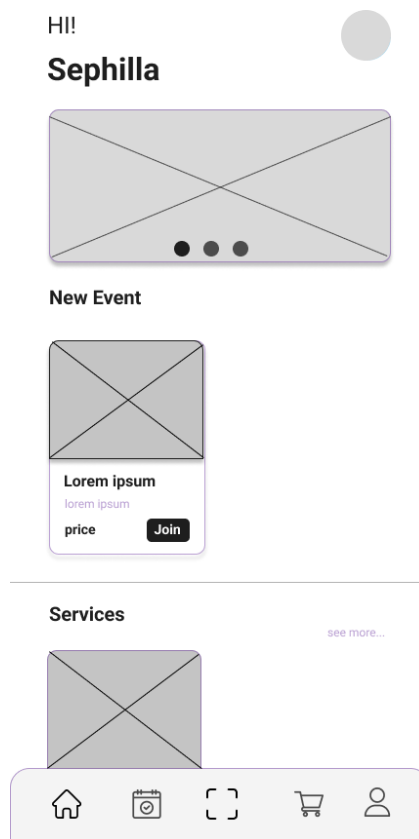 HI!
Sephilla
New Event
Lorem ipsum
lorem ipsum
price
Join
Services
see more...